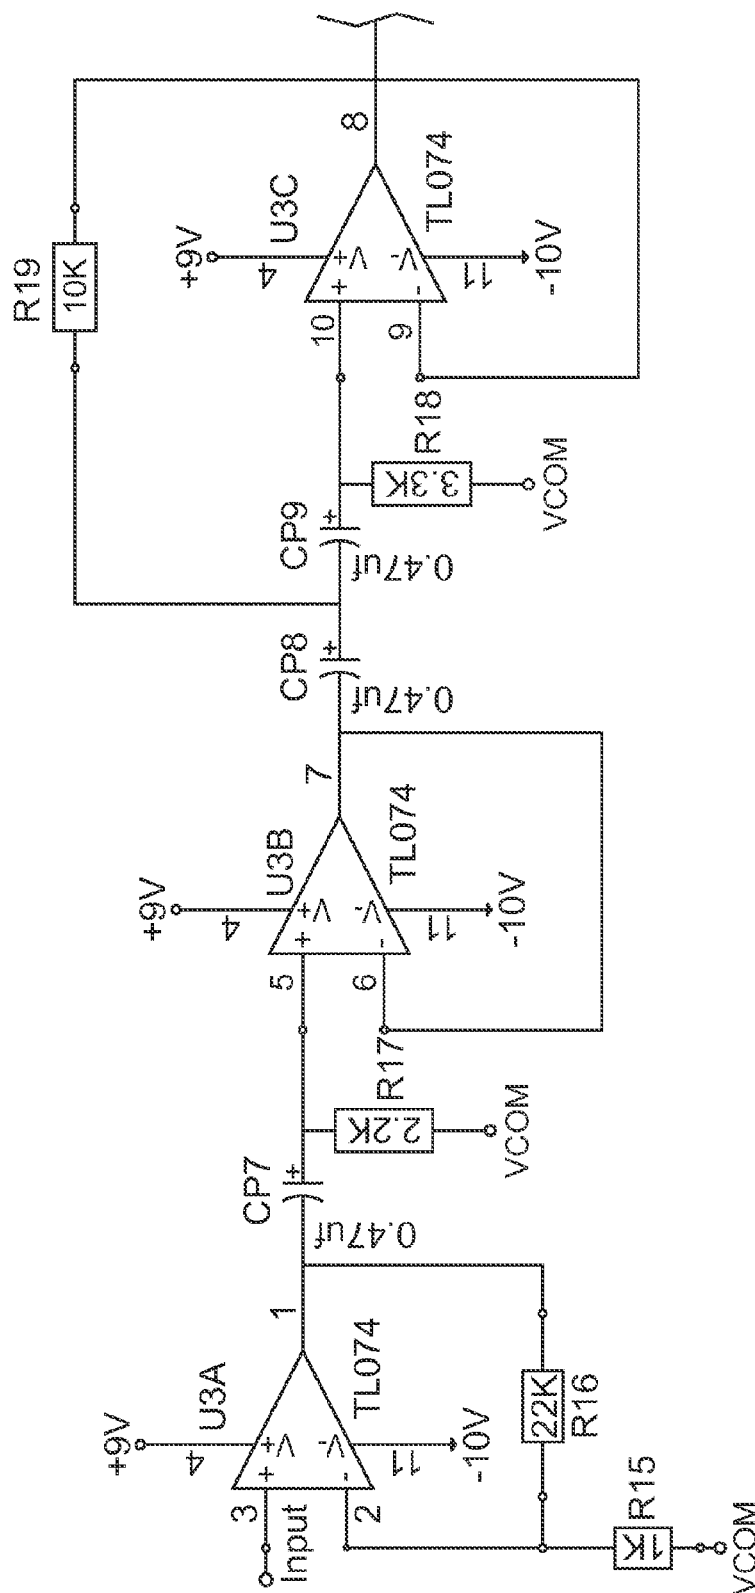 Input
3
2
+9V
4
U3A
+
V+
V-
-
TL074
11
-10V
1
R15
1K
VCOM
22K
R16
CP7
+
0.47uf
R17
2.2K
VCOM
5
6
+9V
4
U3B
+
V+
V-
-
TL074
11
-10V
7
CP8
+
0.47uf
CP9
+
0.47uf
R19
10K
R18
3.3K
VCOM
10
9
+9V
4
U3C
+
V+
V-
-
TL074
11
-10V
8